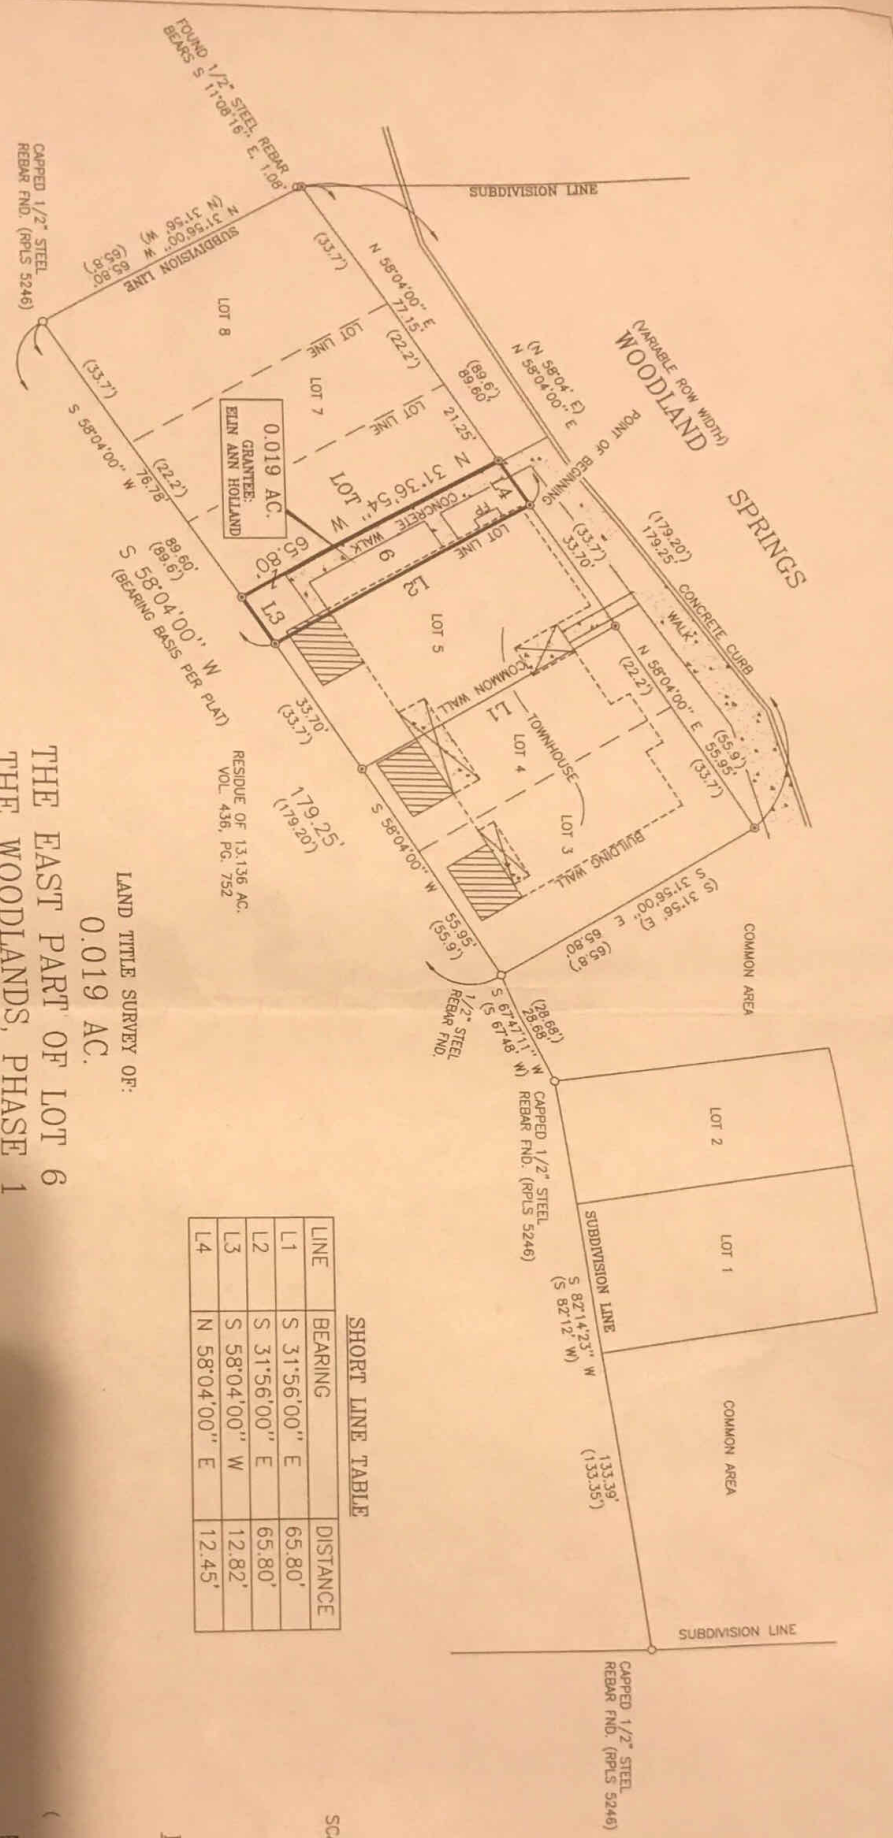 FOUND 1/2" STEEL REBAR
BEARS S 11°08'16" E, 1.08'
SUBDIVISION LINE
CAPPED 1/2" STEEL
REBAR FND. (RPLS 5246)
N 31°56'00" W
(N 31°56' W)
65.80'
(65.8')
SUBDIVISION LINE
(33.7')
N 58°04'00" E
77.15'
(22.2')
(89.6')
89.60'
21.25'
(N 58°04' E)
N 58°04'00" E
(VARIABLE ROW WIDTH)
WOODLAND
SPRINGS
POINT OF BEGINNING
(179.20')
179.25'
CONCRETE CURB
WALK
LOT 8
LOT
LINE
LOT 7
LOT
LINE
0.019 AC.
GRANTEE:
ELIN ANN HOLLAND
LOT 6
N 31°36'54" W
65.80'
CONCRETE
WALK
L4
EP
LOT
LINE
L2
L3
LOT 5
(33.7')
33.70'
N 58°04'00" E
(22.2')
(55.9')
55.95'
(33.7')
COMMON WALL
L1
TOWNHOUSE
LOT 4
LOT 3
BUILDING
WALL
S 31°56'00" E
(S 31°56' E)
65.80
(65.8')
COMMON AREA
(33.7')
S 58°04'00" W
(22.2')
76.78'
89.60'
(89.6')
S 58°04'00" W
(BEARING BASIS PER PLAT)
33.70'
(33.7')
179.25'
(179.20')
S 58°04'00" W
55.95'
(55.9')
RESIDUE OF 13.136 AC.
VOL. 436, PG. 752
1/2" STEEL
REBAR FND.
(28.68')
28.68'
S 67°47'11" W
(S 67°48' W)
CAPPED 1/2" STEEL
REBAR FND. (RPLS 5246)
LOT 2
LOT 1
SUBDIVISION LINE
S 82°14'23" W
(S 82°12' W)
COMMON AREA
133.39'
(133.35')
SUBDIVISION LINE
CAPPED 1/2" STEEL
REBAR FND. (RPLS 5246)
SHORT LINE TABLE
LINE BEARING DISTANCE
L1 S 31°56'00" E 65.80'
L2 S 31°56'00" E 65.80'
L3 S 58°04'00" W 12.82'
L4 N 58°04'00" E 12.45'
LAND TITLE SURVEY OF:
0.019 AC.
THE EAST PART OF LOT 6
THE WOODLANDS, PHASE 1